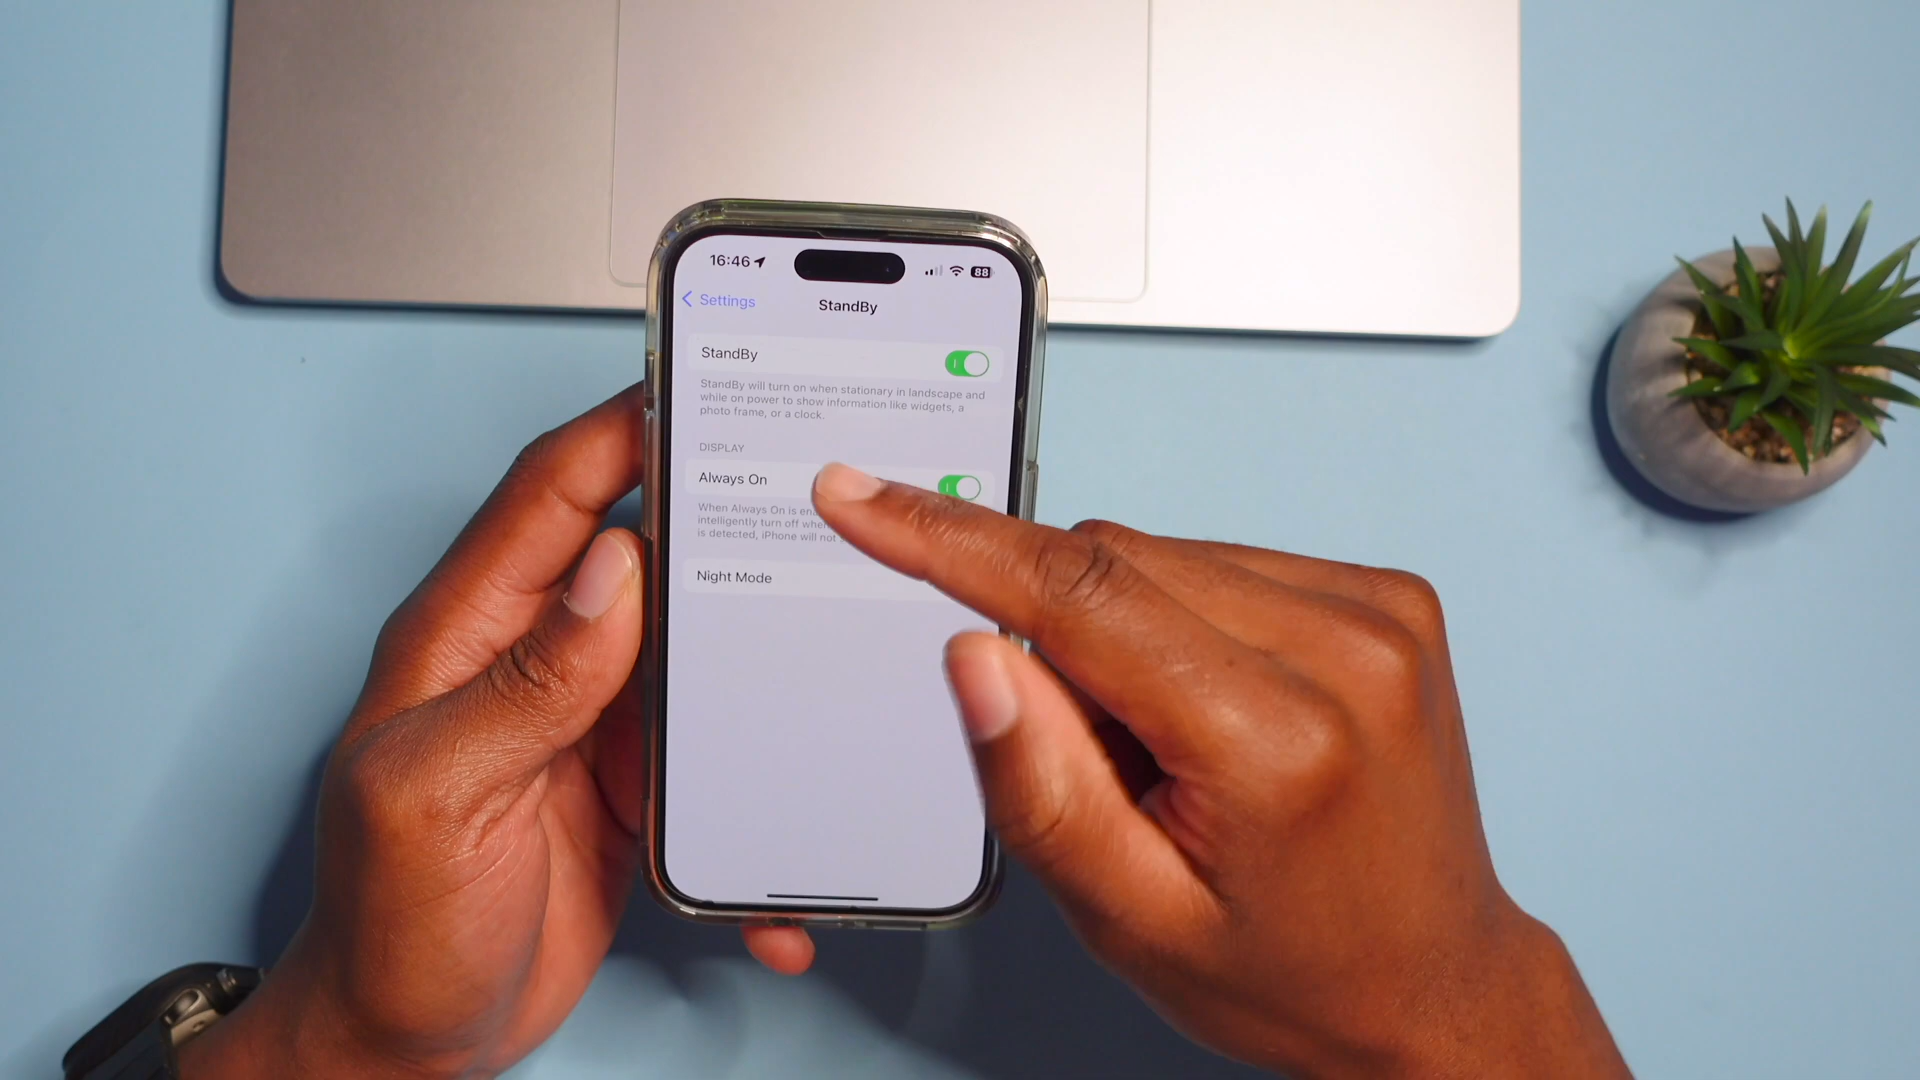 16:46
88
Settings
StandBy
StandBy
StandBy will turn on when stationary in landscape and
while on power to show information like widgets, a
photo frame, or a clock.
DISPLAY
Always On
When Always On is
intelligently turn off when
is detected, iPhone will not
Night Mode